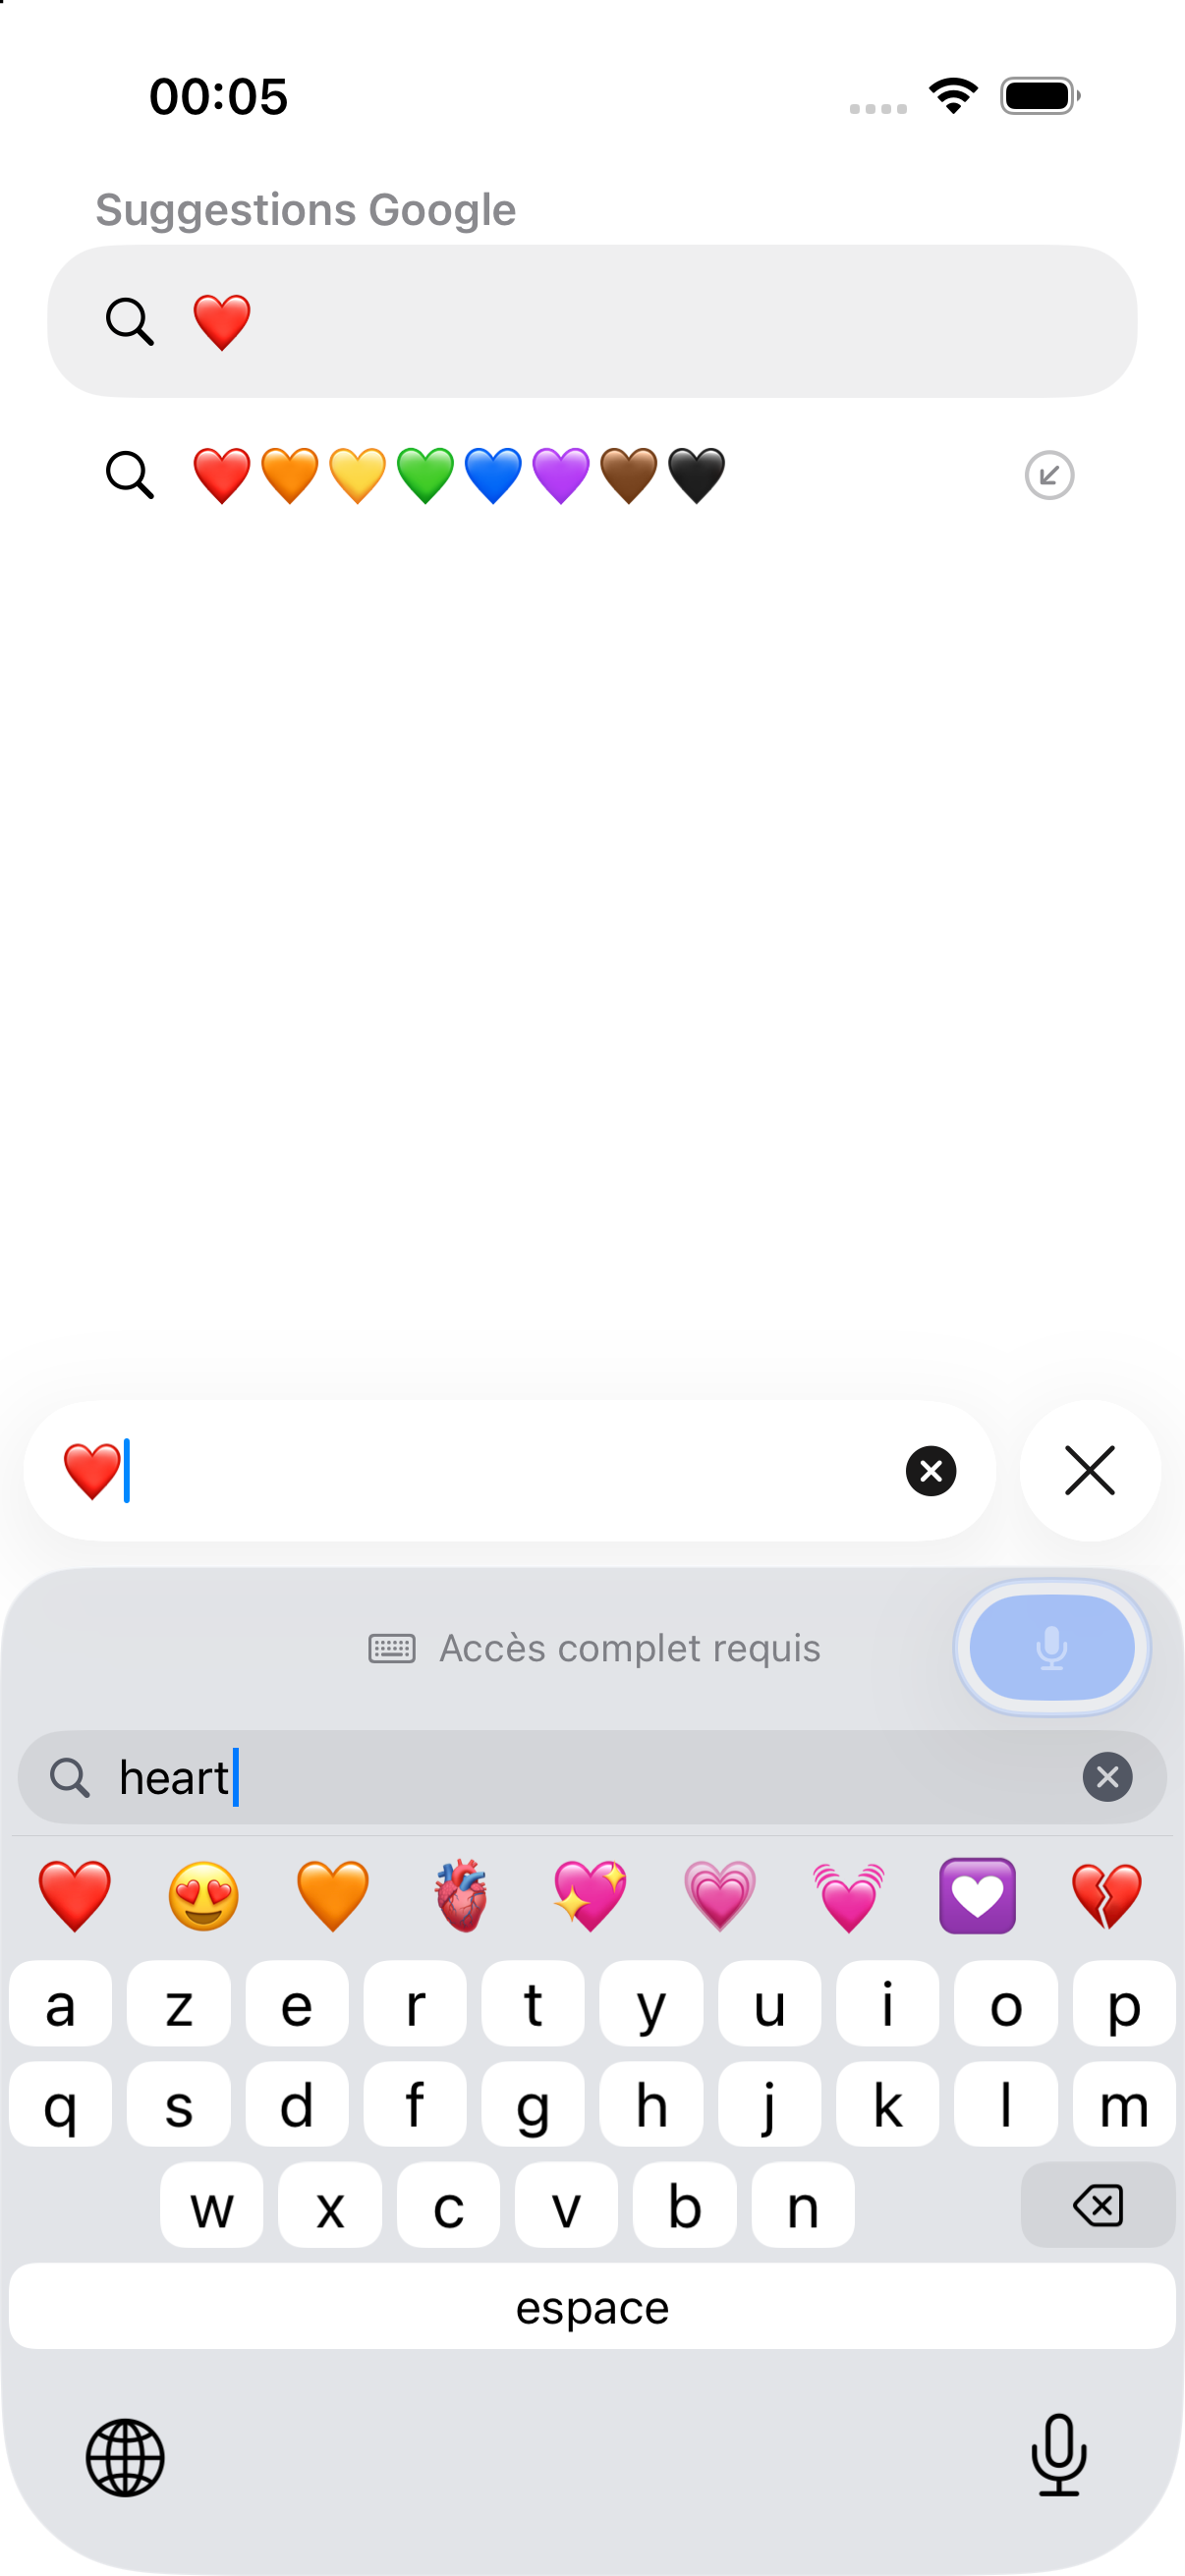 00:05
Suggestions Google
❤️
❤️🧡💛💚💙💜🤎🖤
❤️
Accès complet requis
heart
❤️ 😍 🧡 🫀 💖 💗 💓 💟 💔
a z e r t y u i o p
q s d f g h j k l m
w x c v b n
espace